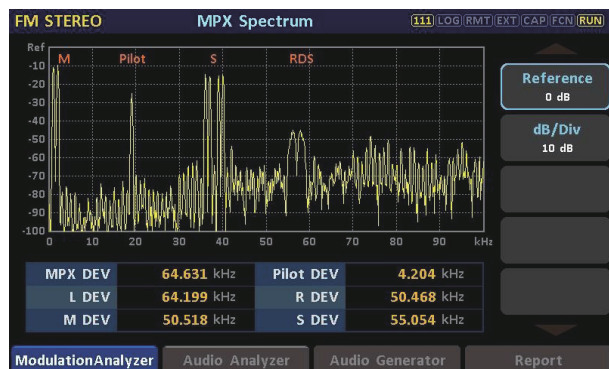 FM STEREO MPX Spectrum 111 LOG RMT EXT CAP FCN RUN
Ref M Pilot S RDS
-10
-20
-30
-40
-50
-60
-70
-80
-90
-100
0 10 20 30 40 50 60 70 80 90 kHz
Reference
0 dB
dB/Div
10 dB
MPX DEV 64.631 kHz Pilot DEV 4.204 kHz
L DEV 64.199 kHz R DEV 50.468 kHz
M DEV 50.518 kHz S DEV 55.054 kHz
ModulationAnalyzer Audio Analyzer Audio Generator Report